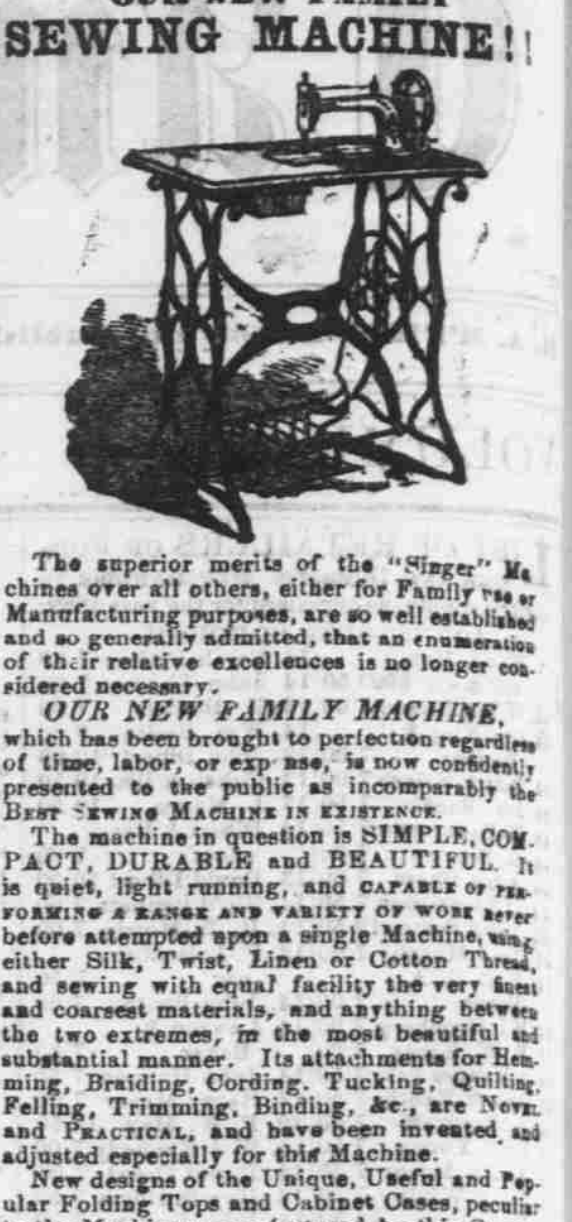 OUR NEW FAMILY
SEWING MACHINE!!
The superior merits of the "Singer" Ma
chines over all others, either for Family use or
Manufacturing purposes, are so well established
and so generally admitted, that an enumeration
of their relative excellences is no longer con-
sidered necessary.
OUR NEW FAMILY MACHINE,
which has been brought to perfection regardless
of time, labor, or exp nse, is now confidently
presented to the public as incomparably the
BEST SEWING MACHINE IN EXISTENCE.
The machine in question is SIMPLE, COM-
PACT, DURABLE and BEAUTIFUL. It
is quiet, light running, and CAPABLE OF PER-
FORMING A RANGE AND VARIETY OF WORK never
before attempted upon a single Machine, using
either Silk, Twist, Linen or Cotton Thread,
and sewing with equal facility the very finest
and coarsest materials, and anything between
the two extremes, in the most beautiful and
substantial manner. Its attachments for Hem-
ming, Braiding, Cording. Tucking, Quilting,
Felling, Trimming, Binding, &c., are NOVEL
and PRACTICAL, and have been invented and
adjusted especially for this Machine.
New designs of the Unique, Useful and Pop-
ular Folding Tops and Cabinet Cases, peculiar